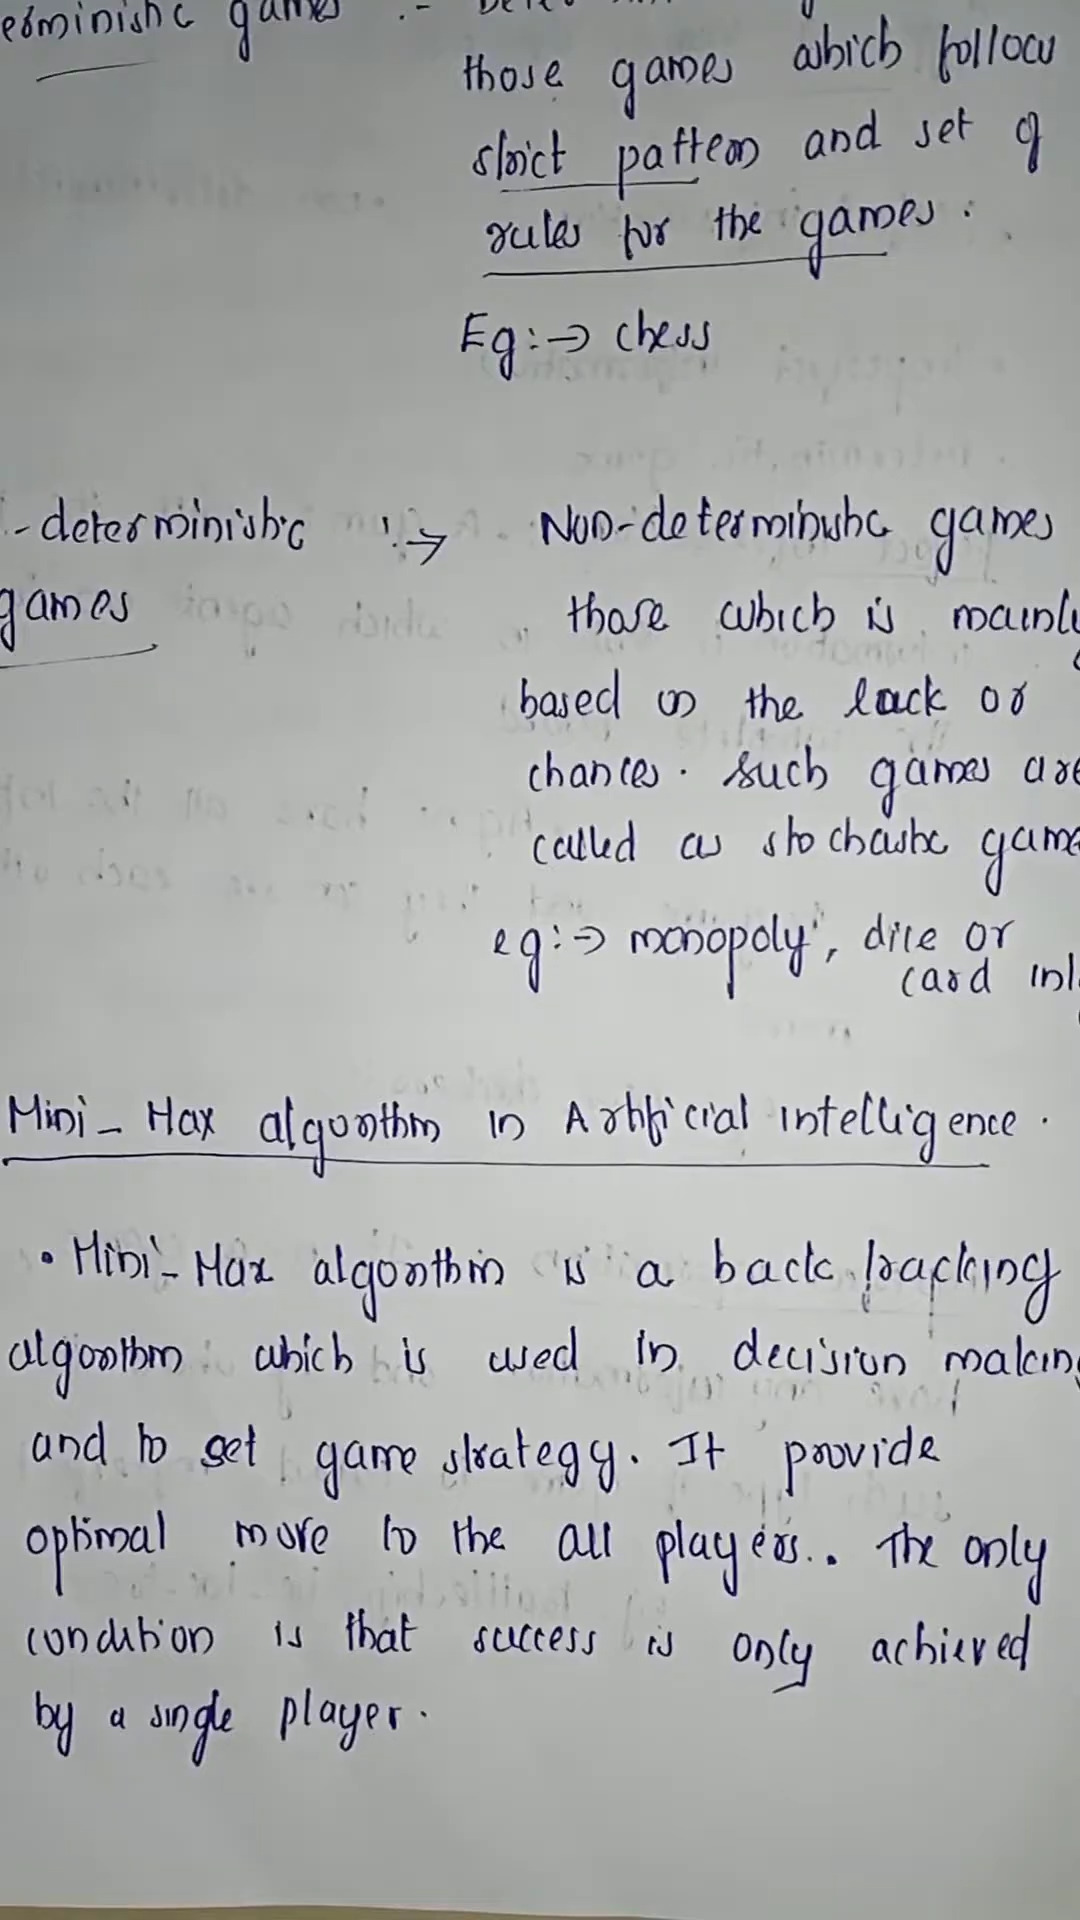 games :-
those games which follow
strict pattern and set of
rules for the games.
Eg:→ chess
-deterministic :→ Non-deterministic games
games those which is mainly
based on the lack or
chances. such games are
called as stochastic game
eg:→ monopoly, dice or
card
Mini-Max algorithm in Artificial intelligence.
• Mini-Max algorithm is a back tracking
algorithm which is used in decision making
and to set game strategy. It provide
optimal more to the all players.. The only
condition is that success is only achieved
by a single player.